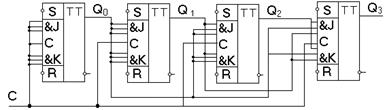 S TT Q0 S TT Q1 S TT Q2 S TT Q3
&J &J &J &J
C C C C
&K &K &K &K
R R R R
C